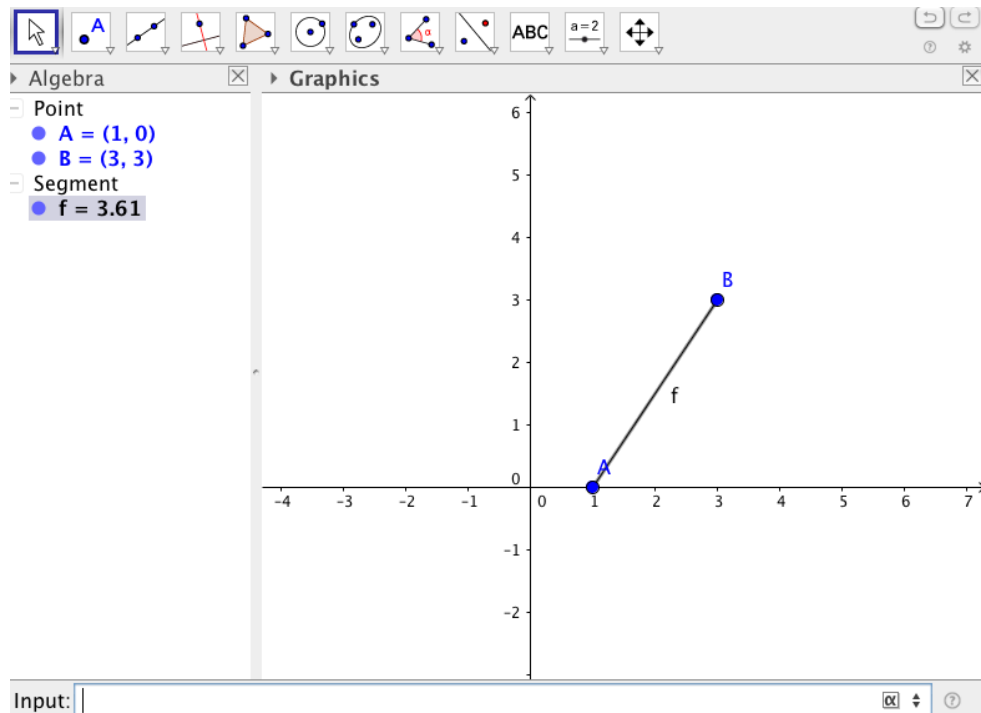 A
α
ABC
a=2
Algebra
Graphics
Point
A = (1, 0)
B = (3, 3)
Segment
f = 3.61
6
5
4
B
3
2
f
1
A
0
-4 -3 -2 -1 0 1 2 3 4 5 6 7
-1
-2
Input:
α